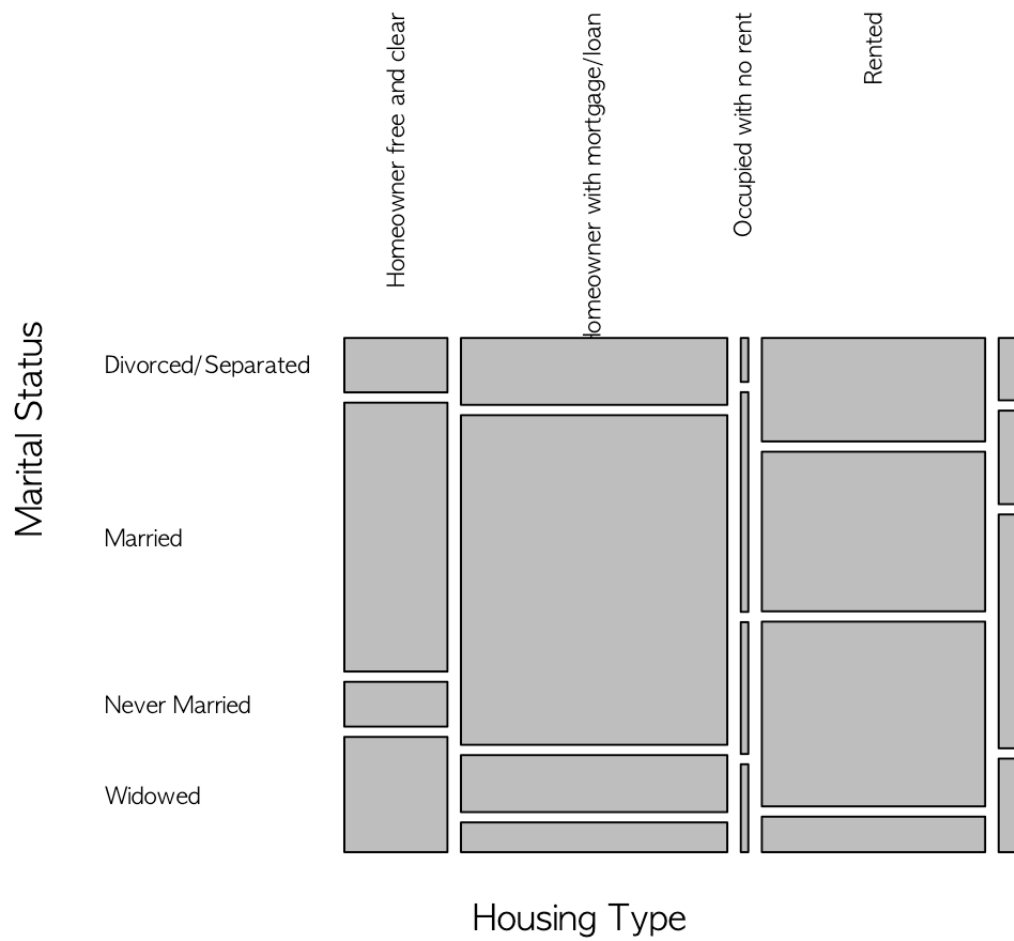 Homeowner free and clear
Homeowner with mortgage/loan
Occupied with no rent
Rented
Marital Status
Divorced/Separated
Married
Never Married
Widowed
Housing Type